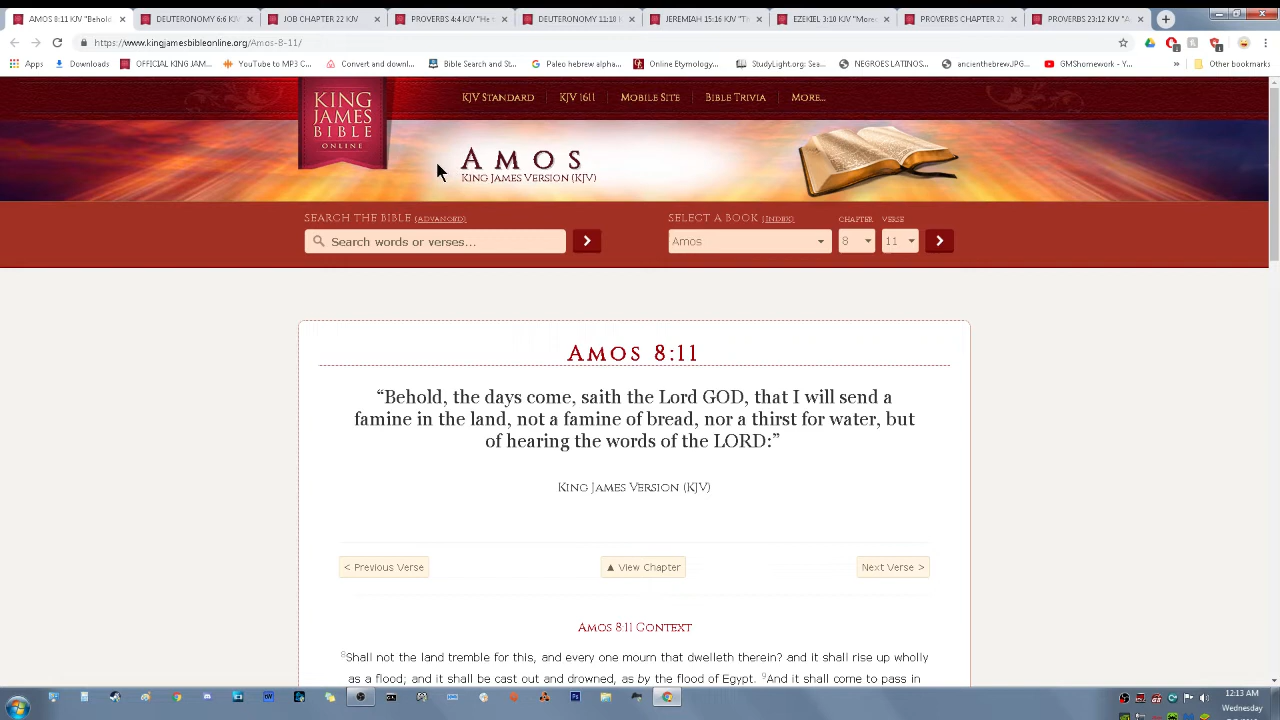 AMOS 8:11 KJV "Behold
DEUTERONOMY 6:6 KJV
JOB CHAPTER 22 KJV
PROVERBS 4:4 KJV "He
DEUTERONOMY 11:18
JEREMIAH 15:16 KJV
EZEKIEL 3:10 KJV "More
PROVERBS CHAPTER
PROVERBS 23:12 KJV "A
https://www.kingjamesbibleonline.org/Amos-8-11/
Apps
Downloads
OFFICIAL KING JAM...
YouTube to MP3 C...
Convert and downl...
Bible Search and S...
Paleo hebrew alpha...
Online Etymology...
StudyLight.org: Sea...
NEGROES LATINOS...
ancienthebrewJPG...
GMShomework - Y...
»
Other bookmarks
KING
JAMES
BIBLE
ONLINE
KJV STANDARD
KJV 1611
MOBILE SITE
BIBLE TRIVIA
MORE...
AMOS
KING JAMES VERSION (KJV)
SEARCH THE BIBLE (ADVANCED)
Search words or verses...
SELECT A BOOK (INDEX)
CHAPTER
VERSE
Amos
8
11
AMOS 8:11
“Behold, the days come, saith the Lord GOD, that I will send a
famine in the land, not a famine of bread, nor a thirst for water, but
of hearing the words of the LORD:”
KING JAMES VERSION (KJV)
< Previous Verse
▲ View Chapter
Next Verse >
AMOS 8:11 CONTEXT
8Shall not the land tremble for this, and every one mourn that dwelleth therein? and it shall rise up wholly
as a flood; and it shall be cast out and drowned, as by the flood of Egypt. 9And it shall come to pass in
12:13 AM
Wednesday